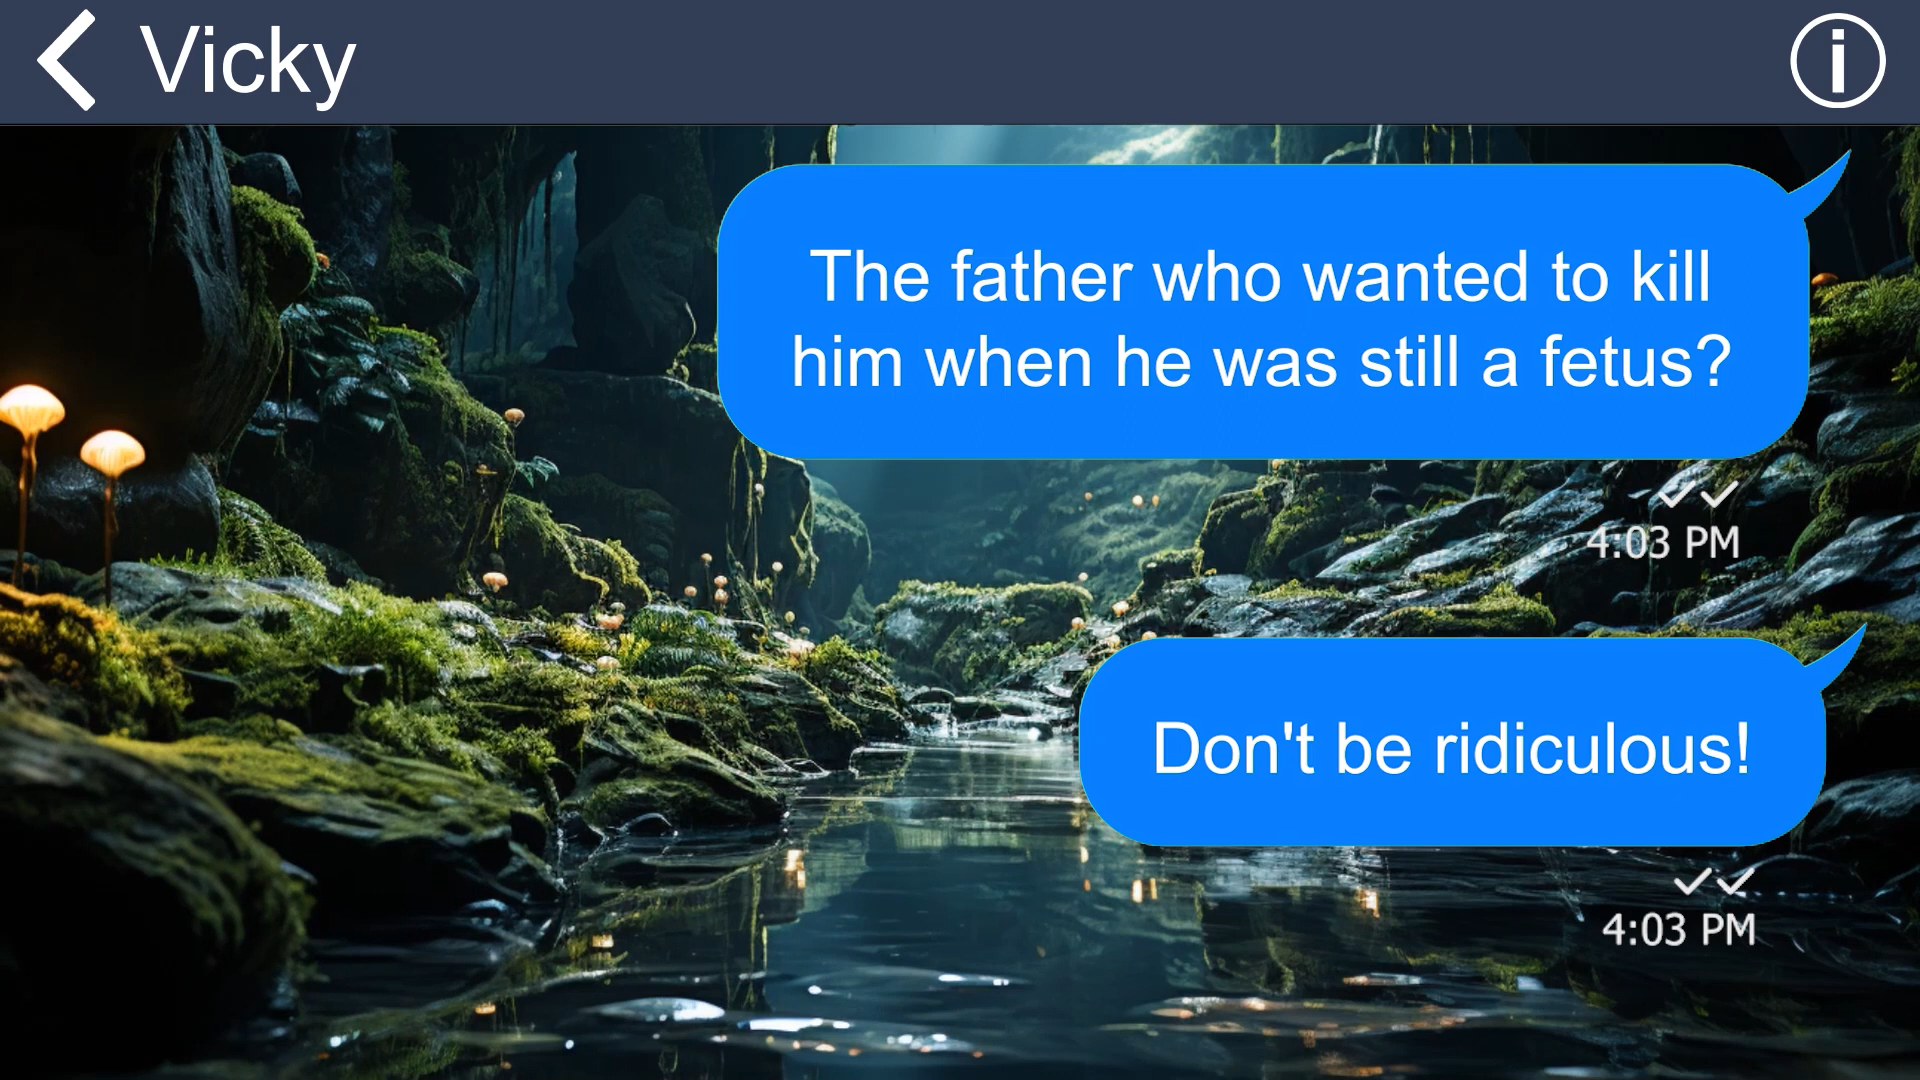 Vicky
The father who wanted to kill
him when he was still a fetus?
4:03 PM
Don't be ridiculous!
4:03 PM